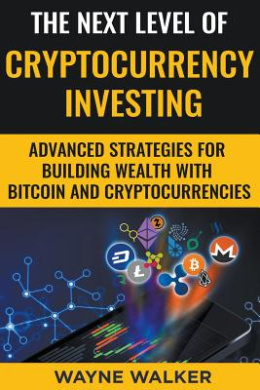 THE NEXT LEVEL OF
CRYPTOCURRENCY
INVESTING
ADVANCED STRATEGIES FOR
BUILDING WEALTH WITH
BITCOIN AND CRYPTOCURRENCIES
WAYNE WALKER